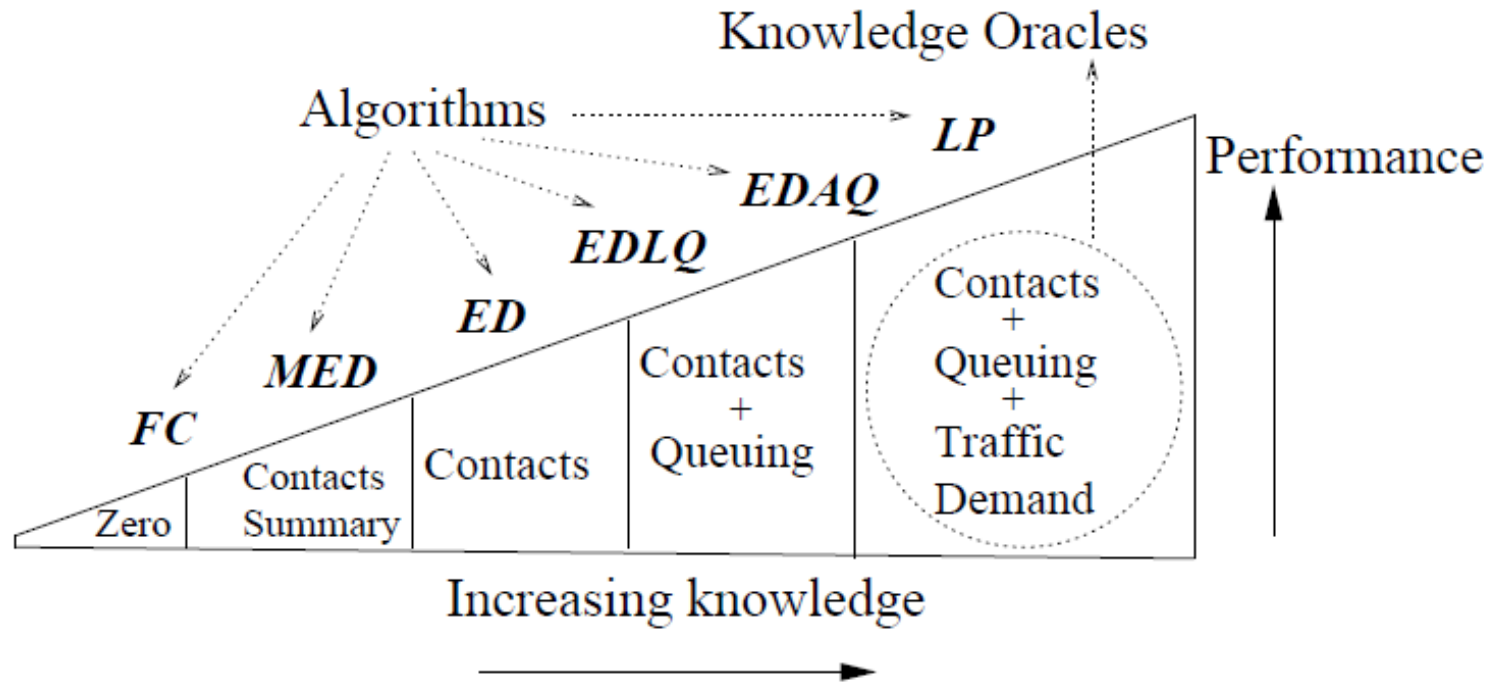 Knowledge Oracles
Algorithms
LP
Performance
EDAQ
EDLQ
ED
MED
FC
Zero
Contacts
Summary
Contacts
Contacts
+
Queuing
Contacts
+
Queuing
+
Traffic
Demand
Increasing knowledge